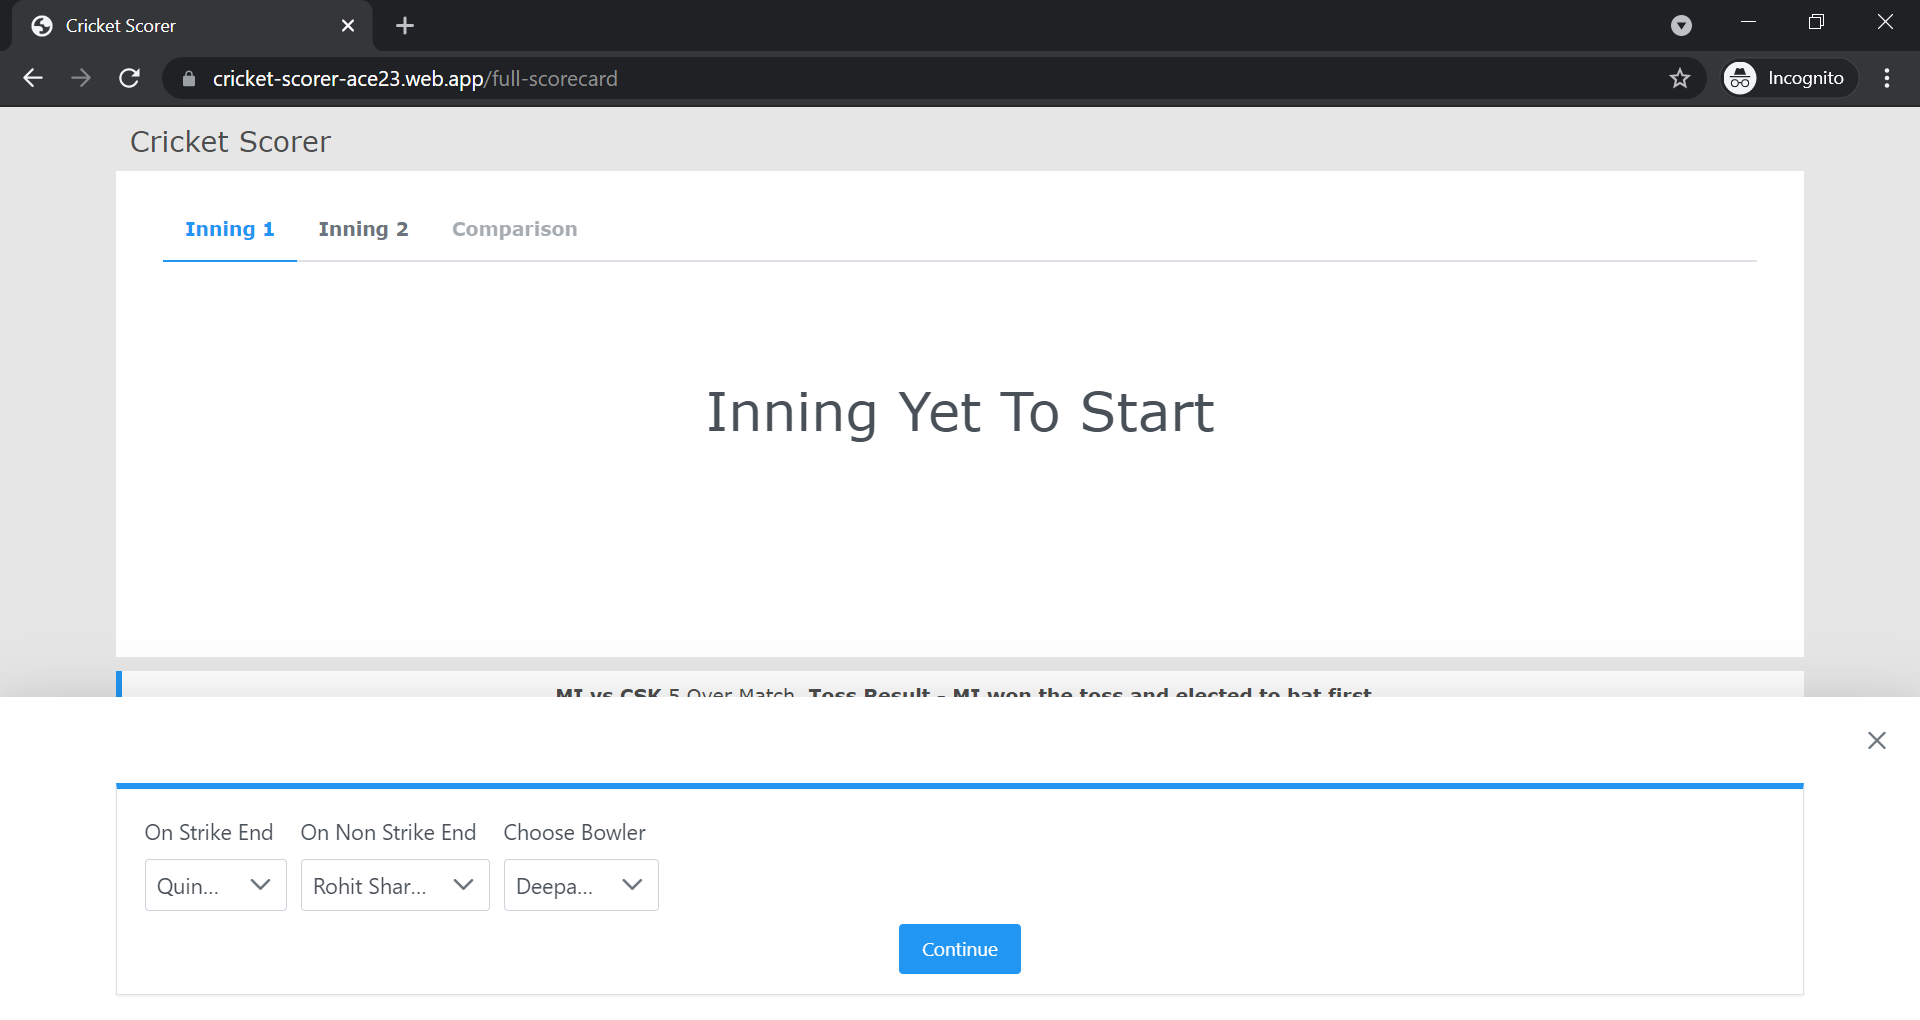 Cricket Scorer
cricket-scorer-ace23.web.app/full-scorecard
Incognito
Cricket Scorer
Inning 1 Inning 2 Comparison
Inning Yet To Start
MI vs CSK 5 Over Match, Toss Result - MI won the toss and elected to bat first
On Strike End On Non Strike End Choose Bowler
Quin... Rohit Shar... Deepa...
Continue